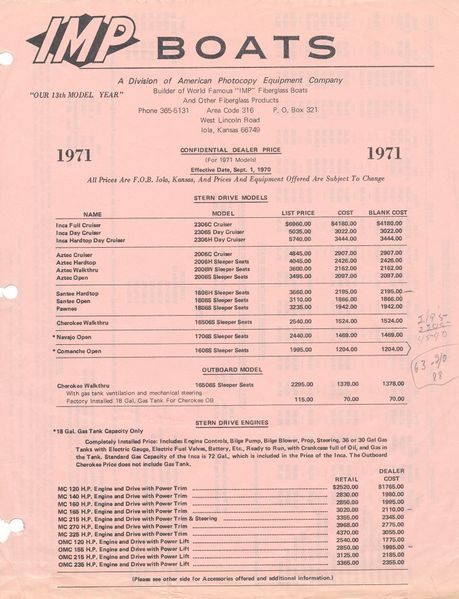 IMP BOATS
A Division of American Photocopy Equipment Company
"OUR 13th MODEL YEAR"
Builder of World Famous "IMP" Fiberglass Boats
And Other Fiberglass Products
Phone 365-5131 Area Code 316 P. O. Box 321
West Lincoln Road
Iola, Kansas 66749
1971 CONFIDENTIAL DEALER PRICE 1971
(For 1971 Models)
Effective Date, Sept. 1, 1970
All Prices Are F.O.B. Iola, Kansas, And Prices And Equipment Offered Are Subject To Change
STERN DRIVE MODELS
NAME MODEL LIST PRICE COST BLANK COST
Inca Full Cruiser 2306C Cruiser $6960.00 $4180.00 $4180.00
Inca Day Cruiser 2306S Day Cruiser 5035.00 3022.00 3022.00
Inca Hardtop Day Cruiser 2306H Day Cruiser 5740.00 3444.00 3444.00
Aztec Cruiser 2006C Cruiser 4845.00 2907.00 2907.00
Aztec Hardtop 2006H Sleeper Seats 4045.00 2426.00 2426.00
Aztec Walkthru 2006W Sleeper Seats 3600.00 2162.00 2162.00
Aztec Open 2006S Sleeper Seats 3495.00 2097.00 2097.00
Santee Hardtop 1806H Sleeper Seats 3660.00 2195.00 2195.00
Santee Open 1806S Sleeper Seats 3110.00 1866.00 1866.00
Pawnee 1808S Sleeper Seats 3235.00 1942.00 1942.00
Cherokee Walkthru 16506S Sleeper Seats 2540.00 1524.00 1524.00
* Navajo Open 1706S Sleeper Seats 2440.00 1469.00 1469.00
* Comanche Open 1606S Sleeper Seats 1995.00 1204.00 1204.00
OUTBOARD MODEL
Cherokee Walkthru 16508S Sleeper Seats 2295.00 1378.00 1378.00
With gas tank ventilation and mechanical steering
Factory Installed 18 Gal. Gas Tank For Cherokee OB 115.00 70.00 70.00
STERN DRIVE ENGINES
*18 Gal. Gas Tank Capacity Only
Completely Installed Price: Includes Engine Controls, Bilge Pump, Bilge Blower, Prop, Steering, 36 or 30 Gal Gas
Tanks with Electric Gauge, Electric Fuel Valves, Battery, Etc., Ready to Run, with Crankcase full of Oil, and Gas in
the Tank. Standard Gas Capacity of the Inca is 72 Gal., which is included in the Price of the Inca. The Outboard
Cherokee Price does not include Gas Tank.
RETAIL DEALER COST
MC 120 H.P. Engine and Drive with Power Trim $2520.00 $1765.00
MC 140 H.P. Engine and Drive with Power Trim 2830.00 1980.00
MC 160 H.P. Engine and Drive with Power Trim 2850.00 1995.00
MC 165 H.P. Engine and Drive with Power Trim 3020.00 2110.00
MC 215 H.P. Engine and Drive with Power Trim & Steering 3355.00 2345.00
MC 270 H.P. Engine and Drive with Power Trim 3968.00 2775.00
MC 325 H.P. Engine and Drive with Power Trim 4370.00 3055.00
OMC 120 H.P. Engine and Drive with Power Lift 2540.00 1775.00
OMC 155 H.P. Engine and Drive with Power Lift 2850.00 1995.00
OMC 215 H.P. Engine and Drive with Power Lift 3125.00 2185.00
OMC 235 H.P. Engine and Drive with Power Lift 3365.00 2355.00
(Please see other side for Accessories offered and additional information.)